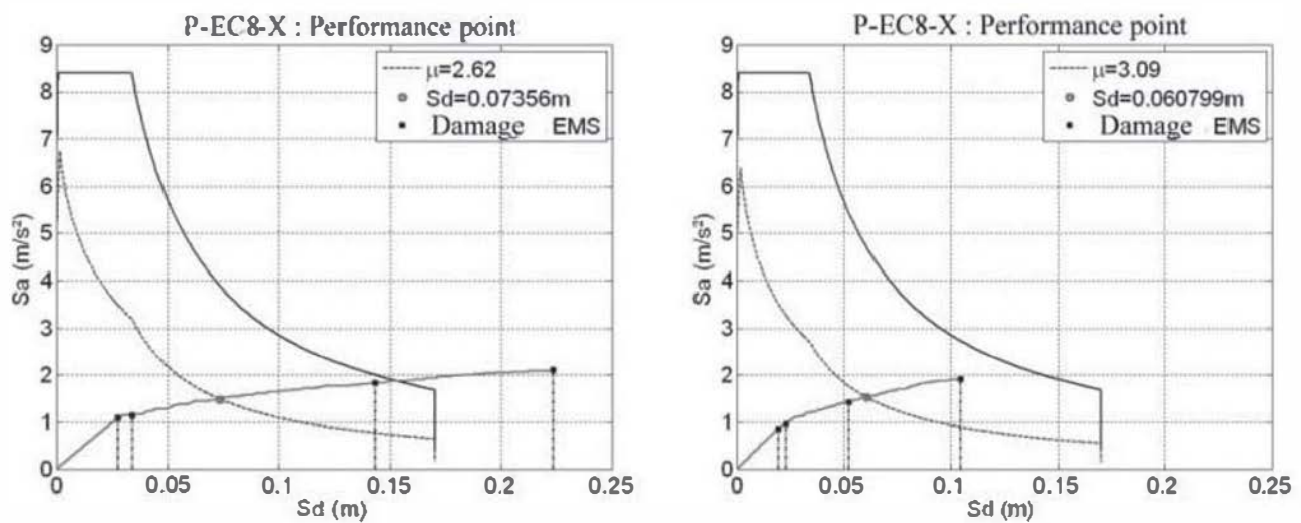 P-EC8-X : Performance point
9
8
7
6
5
4
3
2
1
0
Sa (m/s²)
μ=2.62
Sd=0.07356m
Damage EMS
0 0.05 0.1 0.15 0.2 0.25
Sd (m)
P-EC8-X : Performance point
9
8
7
6
5
4
3
2
1
0
Sa (m/s²)
μ=3.09
Sd=0.060799m
Damage EMS
0 0.05 0.1 0.15 0.2 0.25
Sd (m)